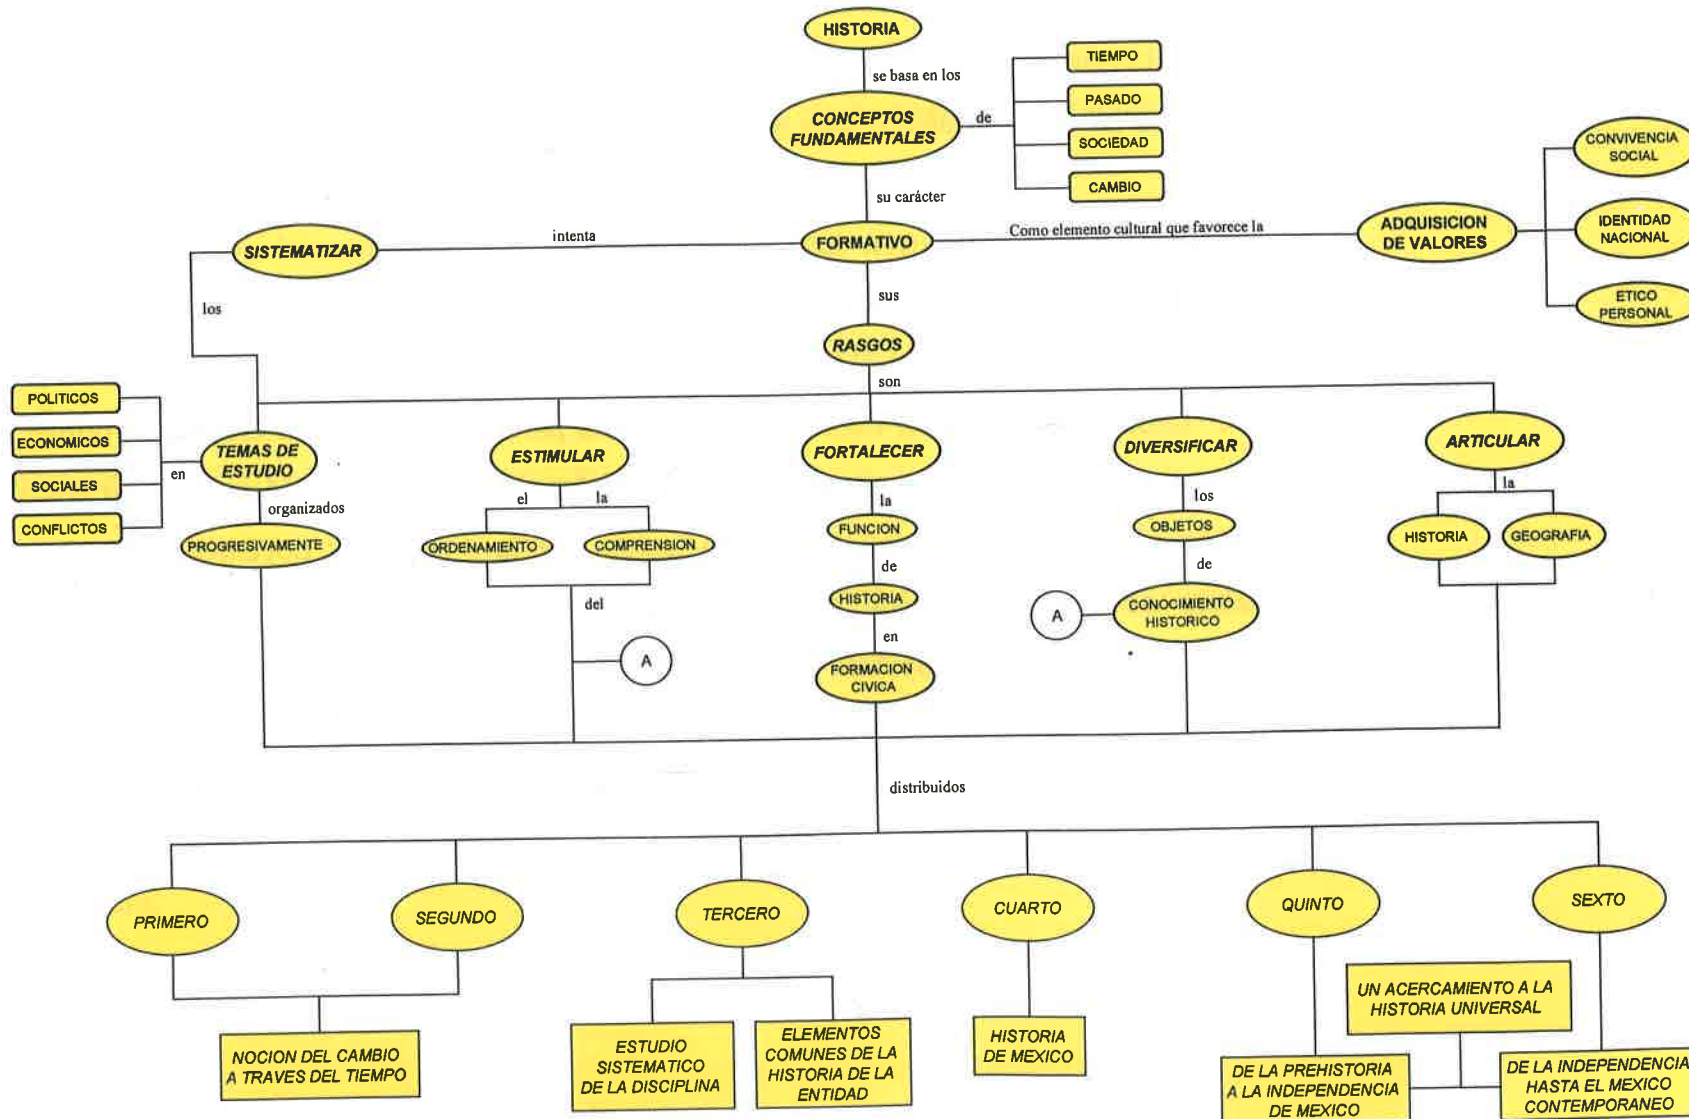 HISTORIA
se basa en los
CONCEPTOS
FUNDAMENTALES
de
TIEMPO
PASADO
SOCIEDAD
CAMBIO
su carácter
FORMATIVO
intenta
SISTEMATIZAR
Como elemento cultural que favorece la
ADQUISICION
DE VALORES
CONVIVENCIA
SOCIAL
IDENTIDAD
NACIONAL
ETICO
PERSONAL
los
sus
RASGOS
son
POLITICOS
ECONOMICOS
SOCIALES
CONFLICTOS
en
TEMAS DE
ESTUDIO
organizados
PROGRESIVAMENTE
ESTIMULAR
el
la
ORDENAMIENTO
COMPRENSION
del
A
FORTALECER
la
FUNCION
de
HISTORIA
en
FORMACION
CIVICA
DIVERSIFICAR
los
OBJETOS
de
CONOCIMIENTO
HISTORICO
A
ARTICULAR
la
HISTORIA
GEOGRAFIA
distribuidos
PRIMERO
SEGUNDO
TERCERO
CUARTO
QUINTO
SEXTO
NOCION DEL CAMBIO
A TRAVES DEL TIEMPO
ESTUDIO
SISTEMATICO
DE LA DISCIPLINA
ELEMENTOS
COMUNES DE LA
HISTORIA DE LA
ENTIDAD
HISTORIA
DE MEXICO
UN ACERCAMIENTO A LA
HISTORIA UNIVERSAL
DE LA PREHISTORIA
A LA INDEPENDENCIA
DE MEXICO
DE LA INDEPENDENCIA
HASTA EL MEXICO
CONTEMPORANEO